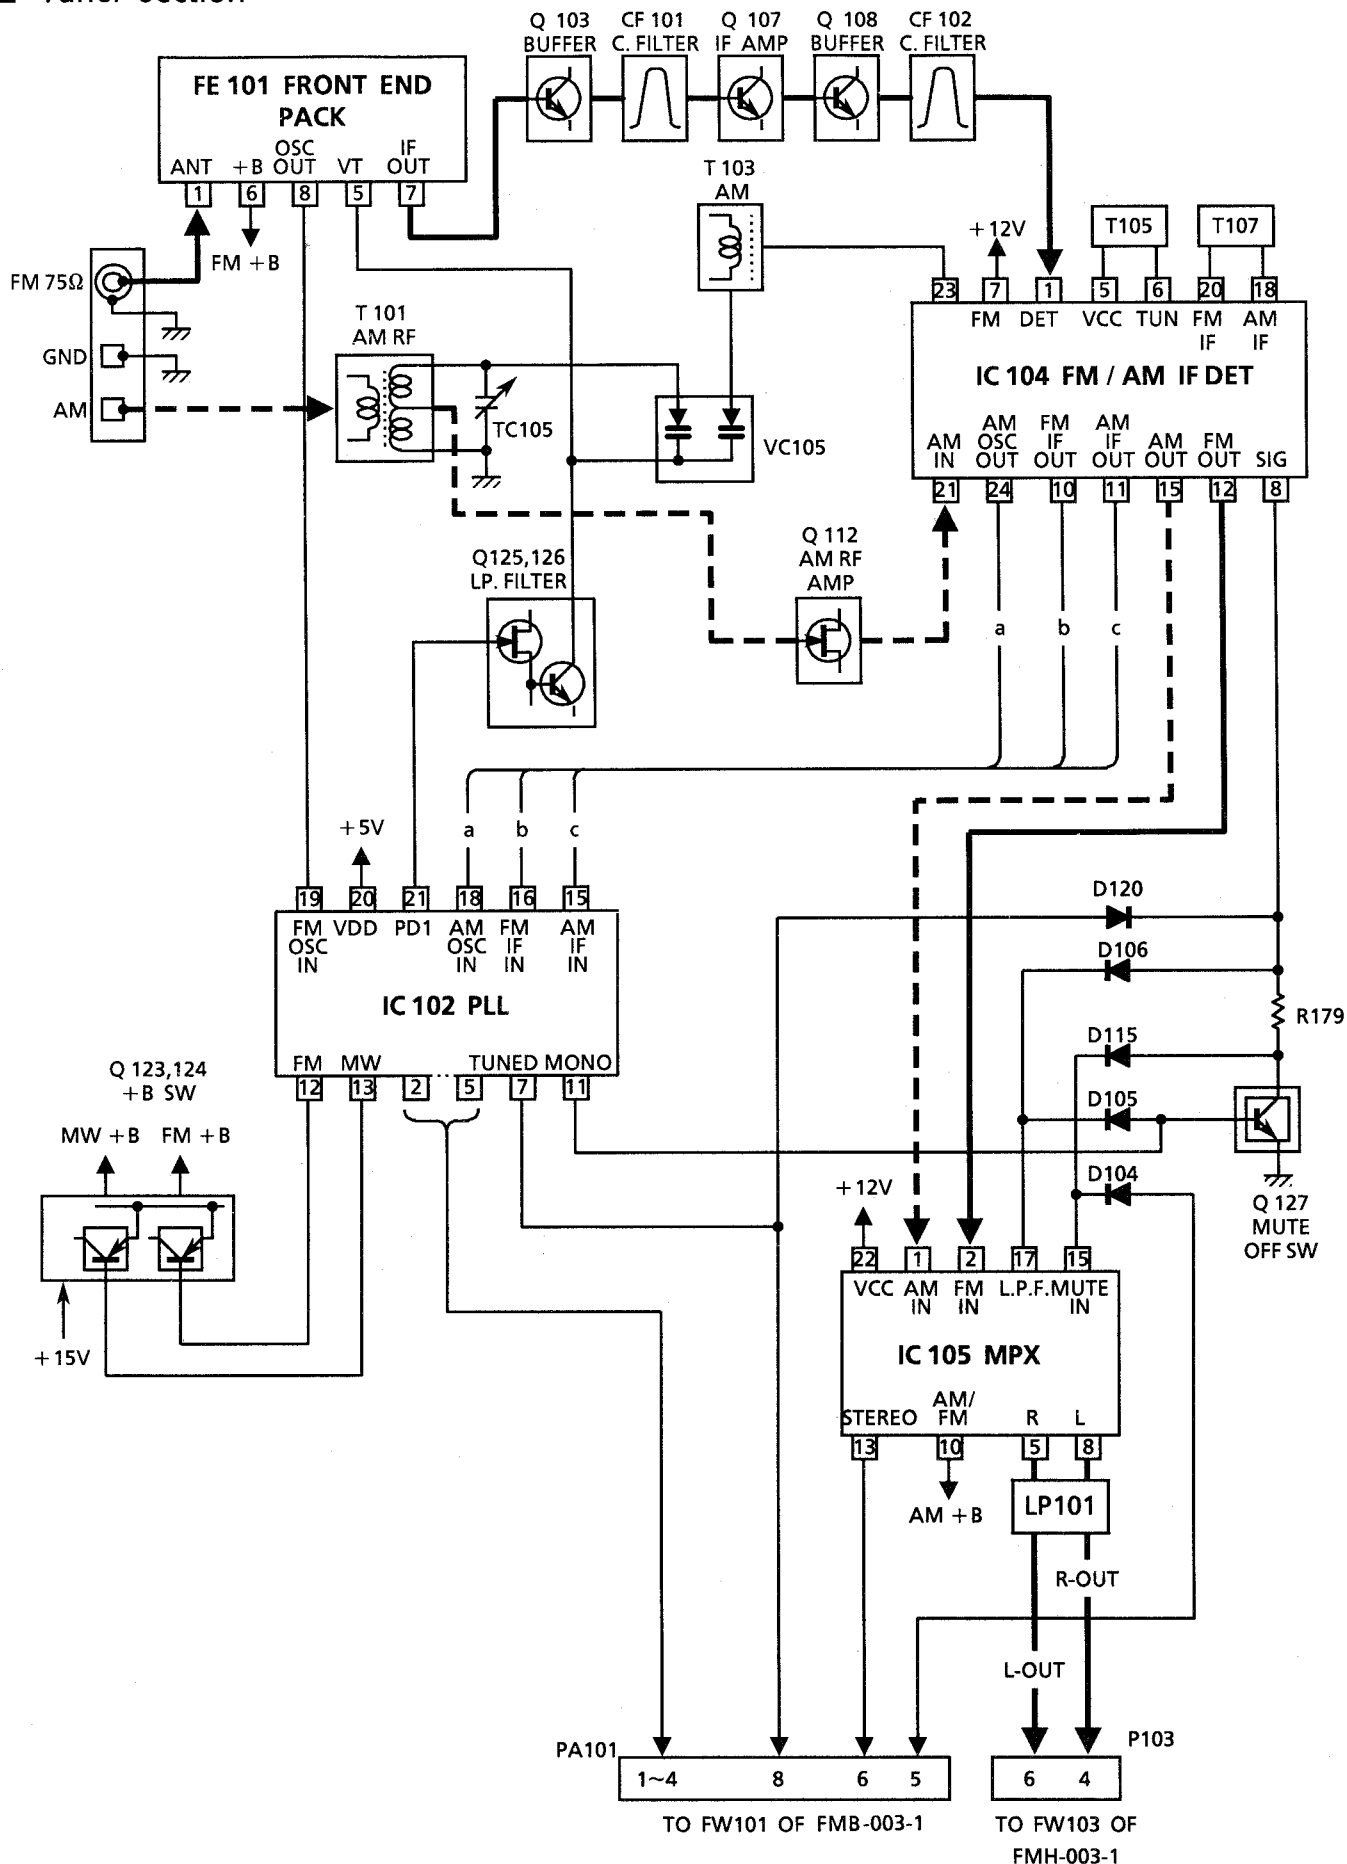 Tuner Section
Q 103
BUFFER
CF 101
C. FILTER
Q 107
IF AMP
Q 108
BUFFER
CF 102
C. FILTER
FE 101 FRONT END
PACK
ANT
+B
OSC
OUT
VT
IF
OUT
1
6
8
5
7
FM +B
FM 75Ω
GND
AM
T 101
AM RF
TC105
T 103
AM
VC105
+12V
T105
T107
23
7
1
5
6
20
18
FM
DET
VCC
TUN
FM
IF
AM
IF
IC 104 FM / AM IF DET
AM
IN
AM
OSC
OUT
FM
IF
OUT
AM
IF
OUT
AM
OUT
FM
OUT
SIG
21
24
10
11
15
12
8
Q125,126
LP. FILTER
Q 112
AM RF
AMP
a
b
c
a
b
c
+5V
19
20
21
18
16
15
FM
OSC
IN
VDD
PD1
AM
OSC
IN
FM
IF
IN
AM
IF
IN
IC 102 PLL
FM
MW
TUNED
MONO
12
13
2
5
7
11
D120
D106
R179
D115
D105
D104
Q 127
MUTE
OFF SW
Q 123,124
+B SW
MW +B
FM +B
+15V
+12V
22
1
2
17
15
VCC
AM
IN
FM
IN
L.P.F.
MUTE
IN
IC 105 MPX
STEREO
AM/
FM
R
L
13
10
5
8
AM +B
LP101
R-OUT
L-OUT
PA101
1~4
8
6
5
TO FW101 OF FMB-003-1
P103
6
4
TO FW103 OF
FMH-003-1